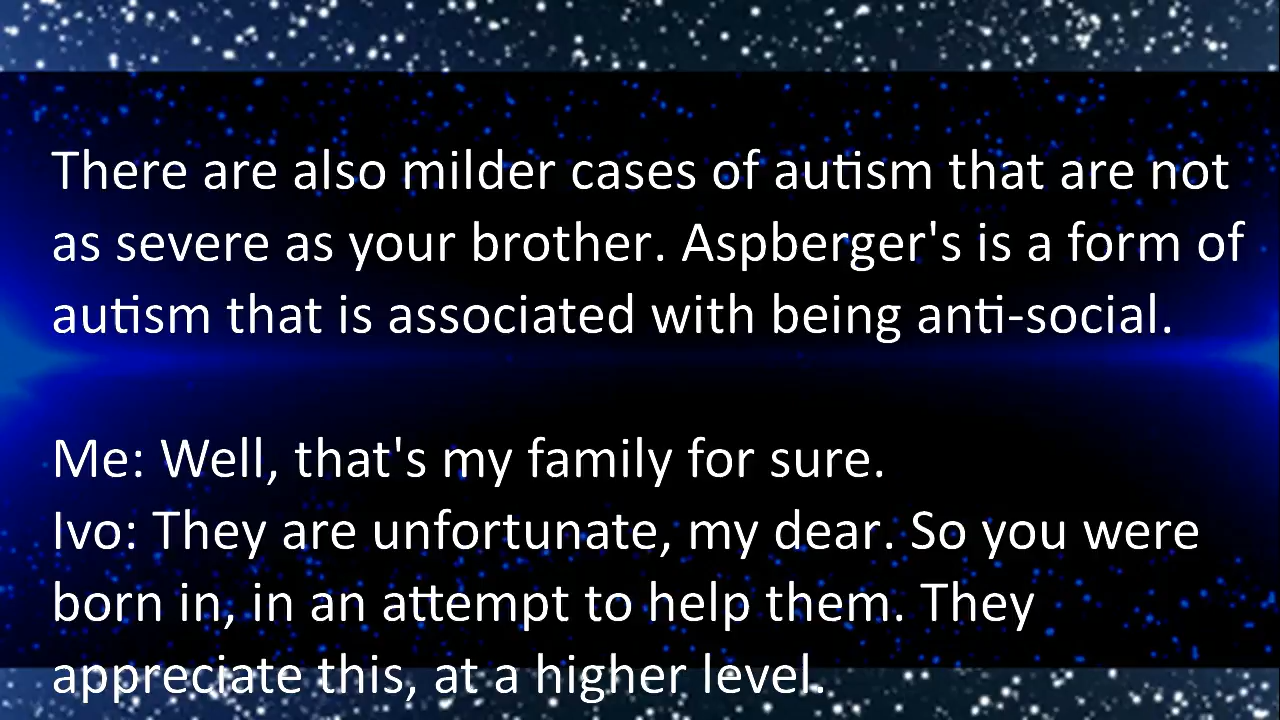 There are also milder cases of autism that are not
as severe as your brother. Aspberger's is a form of
autism that is associated with being anti-social.
Me: Well, that's my family for sure.
Ivo: They are unfortunate, my dear. So you were
born in, in an attempt to help them. They
appreciate this, at a higher level.